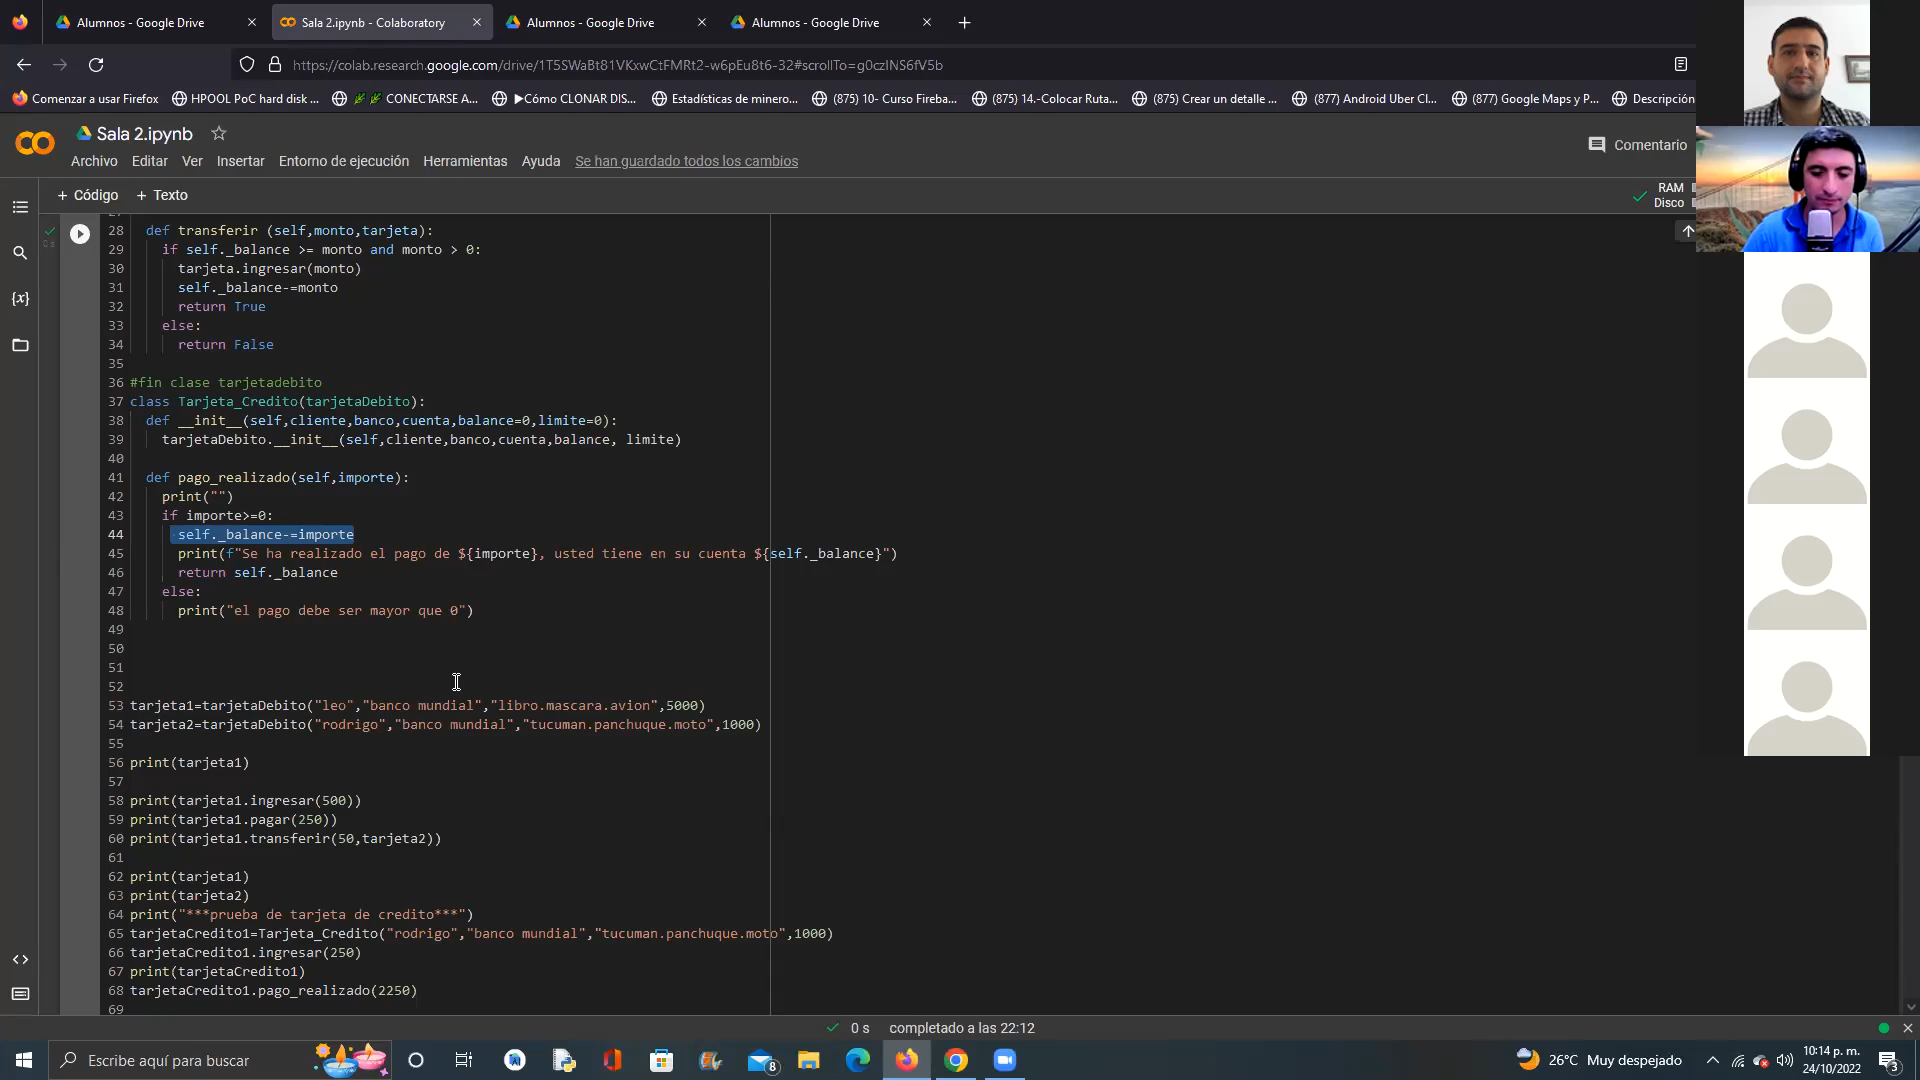 Alumnos - Google Drive
Sala 2.ipynb - Colaboratory
Alumnos - Google Drive
Alumnos - Google Drive
https://colab.research.google.com/drive/1T5SWaBt81VKxwCtFMRt2-w6pEu8t6-32#scrollTo=g0czINS6fV5b
Comenzar a usar Firefox
HPOOL PoC hard disk ...
CONECTARSE A...
▶Cómo CLONAR DIS...
Estadísticas de minero...
(875) 10- Curso Fireba...
(875) 14.-Colocar Ruta...
(875) Crear un detalle ...
(877) Android Uber Cl...
(877) Google Maps y P...
Descripción
Sala 2.ipynb
Comentario
Archivo Editar Ver Insertar Entorno de ejecución Herramientas Ayuda Se han guardado todos los cambios
+ Código + Texto
RAM
Disco
28 def transferir (self,monto,tarjeta):
29 if self._balance >= monto and monto > 0:
30 tarjeta.ingresar(monto)
31 self._balance-=monto
32 return True
33 else:
34 return False
35
36 #fin clase tarjetadebito
37 class Tarjeta_Credito(tarjetaDebito):
38 def __init__(self,cliente,banco,cuenta,balance=0,limite=0):
39 tarjetaDebito.__init__(self,cliente,banco,cuenta,balance, limite)
40
41 def pago_realizado(self,importe):
42 print("")
43 if importe>=0:
44 self._balance-=importe
45 print(f"Se ha realizado el pago de ${importe}, usted tiene en su cuenta ${self._balance}")
46 return self._balance
47 else:
48 print("el pago debe ser mayor que 0")
49
50
51
52
53 tarjeta1=tarjetaDebito("leo","banco mundial","libro.mascara.avion",5000)
54 tarjeta2=tarjetaDebito("rodrigo","banco mundial","tucuman.panchuque.moto",1000)
55
56 print(tarjeta1)
57
58 print(tarjeta1.ingresar(500))
59 print(tarjeta1.pagar(250))
60 print(tarjeta1.transferir(50,tarjeta2))
61
62 print(tarjeta1)
63 print(tarjeta2)
64 print("***prueba de tarjeta de credito***")
65 tarjetaCredito1=Tarjeta_Credito("rodrigo","banco mundial","tucuman.panchuque.moto",1000)
66 tarjetaCredito1.ingresar(250)
67 print(tarjetaCredito1)
68 tarjetaCredito1.pago_realizado(2250)
69
0 s completado a las 22:12
Escribe aquí para buscar
8
26°C Muy despejado
10:14 p. m.
24/10/2022
3